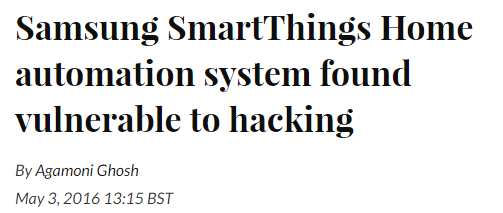 Samsung SmartThings Home
automation system found
vulnerable to hacking
By Agamoni Ghosh
May 3, 2016 13:15 BST